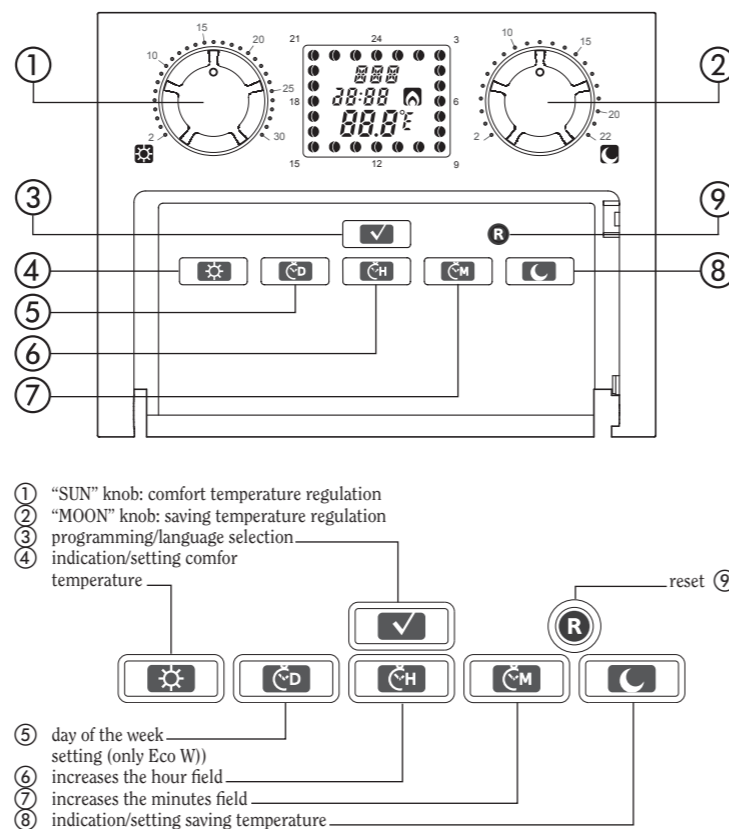 15
10
20
25
2
30
21
24
3
888
28:88
18
6
88.8°C
15
12
9
10
15
20
2
22
1
2
3
R
9
4
D
H
M
8
5
6
7
① “SUN” knob: comfort temperature regulation
② “MOON” knob: saving temperature regulation
③ programming/language selection
④ indication/setting comfor
temperature
reset ⑨
R
D
H
M
⑤ day of the week
setting (only Eco W))
⑥ increases the hour field
⑦ increases the minutes field
⑧ indication/setting saving temperature